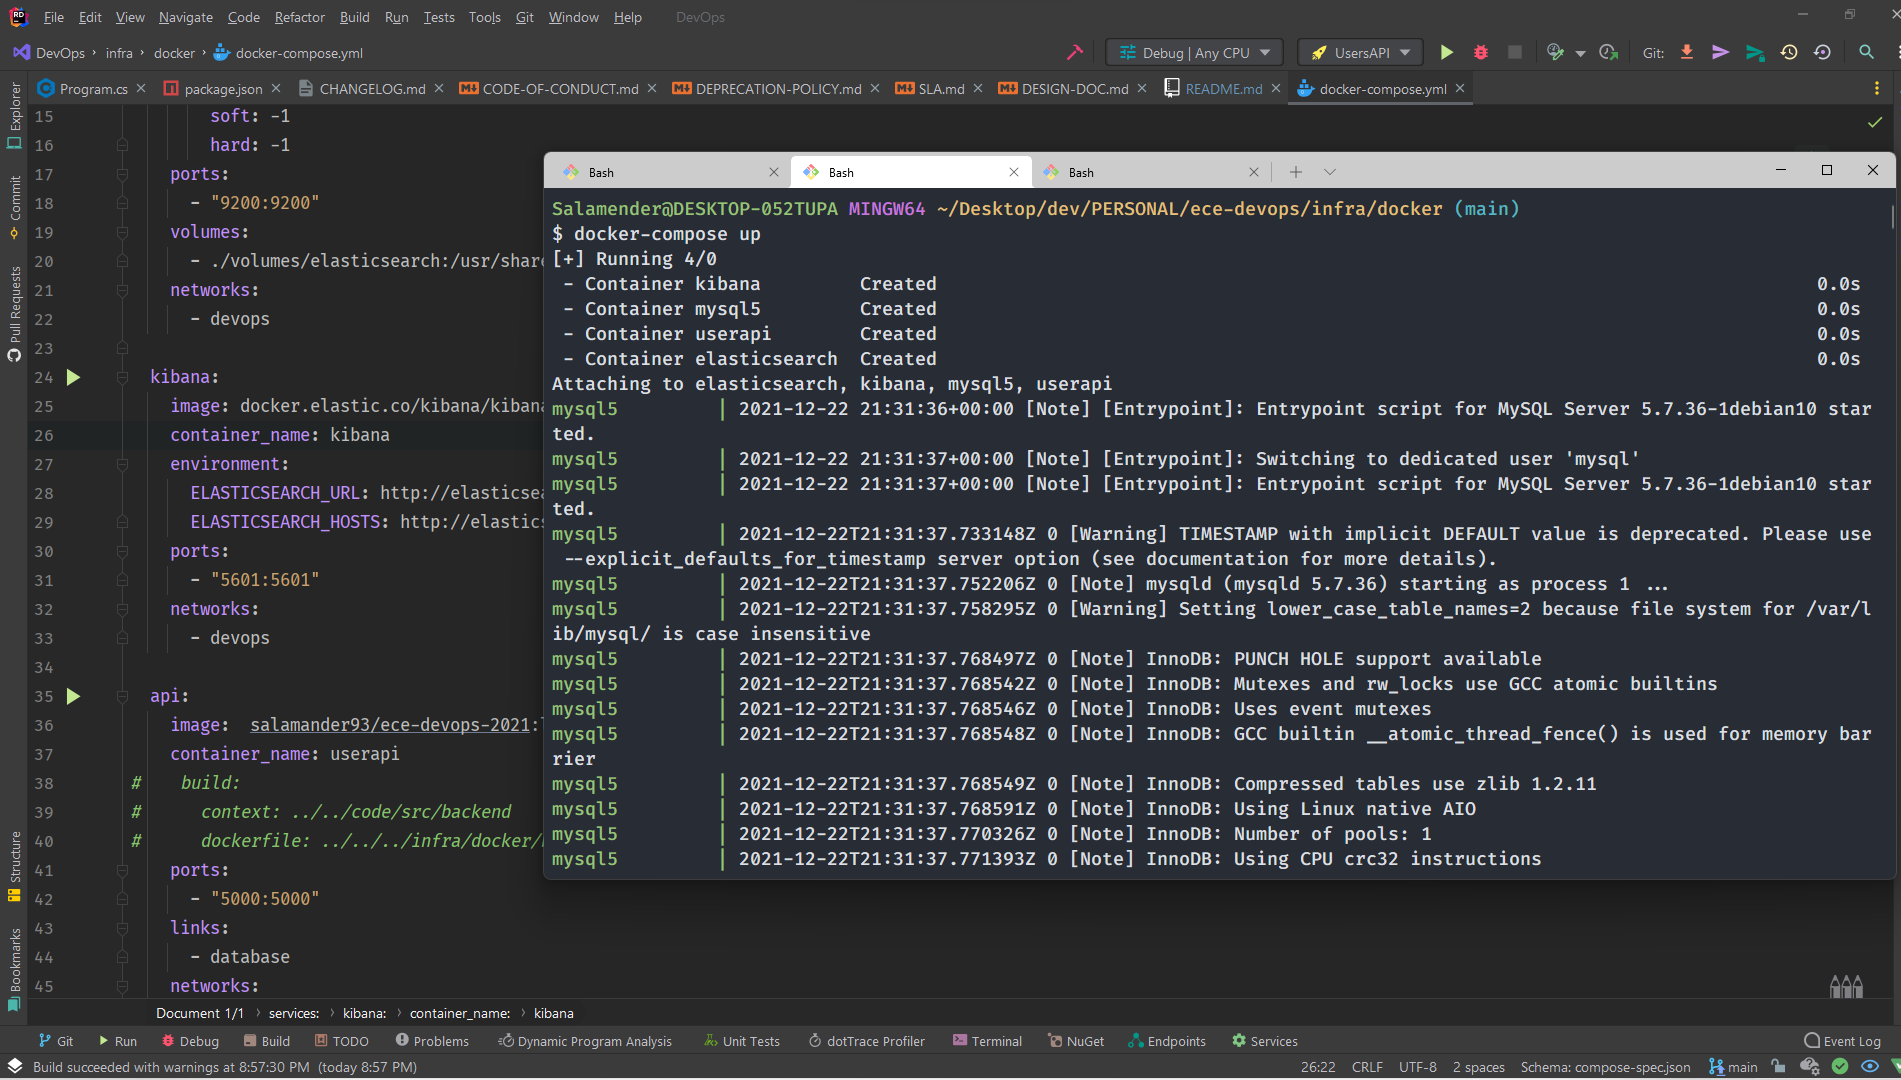 RD File Edit View Navigate Code Refactor Build Run Tests Tools Git Window Help DevOps
DevOps infra docker docker-compose.yml Debug | Any CPU UsersAPI Git:
Program.cs package.json CHANGELOG.md CODE-OF-CONDUCT.md DEPRECATION-POLICY.md SLA.md DESIGN-DOC.md README.md docker-compose.yml
Explorer
Commit
Pull Requests
Structure
Bookmarks
15 soft: -1
16 hard: -1
17 ports:
18 - "9200:9200"
19 volumes:
20 - ./volumes/elasticsearch:/usr/share
21 networks:
22 - devops
23
24 kibana:
25 image: docker.elastic.co/kibana/kibana
26 container_name: kibana
27 environment:
28 ELASTICSEARCH_URL: http://elasticsea
29 ELASTICSEARCH_HOSTS: http://elastics
30 ports:
31 - "5601:5601"
32 networks:
33 - devops
34
35 api:
36 image: salamander93/ece-devops-2021:
37 container_name: userapi
38 # build:
39 # context: ../../code/src/backend
40 # dockerfile: ../../../infra/docker/
41 ports:
42 - "5000:5000"
43 links:
44 - database
45 networks:
Bash Bash Bash
Salamender@DESKTOP-052TUPA MINGW64 ~/Desktop/dev/PERSONAL/ece-devops/infra/docker (main)
$ docker-compose up
[+] Running 4/0
- Container kibana Created 0.0s
- Container mysql5 Created 0.0s
- Container userapi Created 0.0s
- Container elasticsearch Created 0.0s
Attaching to elasticsearch, kibana, mysql5, userapi
mysql5 | 2021-12-22 21:31:36+00:00 [Note] [Entrypoint]: Entrypoint script for MySQL Server 5.7.36-1debian10 star
ted.
mysql5 | 2021-12-22 21:31:37+00:00 [Note] [Entrypoint]: Switching to dedicated user 'mysql'
mysql5 | 2021-12-22 21:31:37+00:00 [Note] [Entrypoint]: Entrypoint script for MySQL Server 5.7.36-1debian10 star
ted.
mysql5 | 2021-12-22T21:31:37.733148Z 0 [Warning] TIMESTAMP with implicit DEFAULT value is deprecated. Please use
--explicit_defaults_for_timestamp server option (see documentation for more details).
mysql5 | 2021-12-22T21:31:37.752206Z 0 [Note] mysqld (mysqld 5.7.36) starting as process 1 ...
mysql5 | 2021-12-22T21:31:37.758295Z 0 [Warning] Setting lower_case_table_names=2 because file system for /var/l
ib/mysql/ is case insensitive
mysql5 | 2021-12-22T21:31:37.768497Z 0 [Note] InnoDB: PUNCH HOLE support available
mysql5 | 2021-12-22T21:31:37.768542Z 0 [Note] InnoDB: Mutexes and rw_locks use GCC atomic builtins
mysql5 | 2021-12-22T21:31:37.768546Z 0 [Note] InnoDB: Uses event mutexes
mysql5 | 2021-12-22T21:31:37.768548Z 0 [Note] InnoDB: GCC builtin __atomic_thread_fence() is used for memory bar
rier
mysql5 | 2021-12-22T21:31:37.768549Z 0 [Note] InnoDB: Compressed tables use zlib 1.2.11
mysql5 | 2021-12-22T21:31:37.768591Z 0 [Note] InnoDB: Using Linux native AIO
mysql5 | 2021-12-22T21:31:37.770326Z 0 [Note] InnoDB: Number of pools: 1
mysql5 | 2021-12-22T21:31:37.771393Z 0 [Note] InnoDB: Using CPU crc32 instructions
Document 1/1 services: kibana: container_name: kibana
Git Run Debug Build TODO Problems Dynamic Program Analysis Unit Tests dotTrace Profiler Terminal NuGet Endpoints Services Event Log
Build succeeded with warnings at 8:57:30 PM (today 8:57 PM) 26:22 CRLF UTF-8 2 spaces Schema: compose-spec.json main